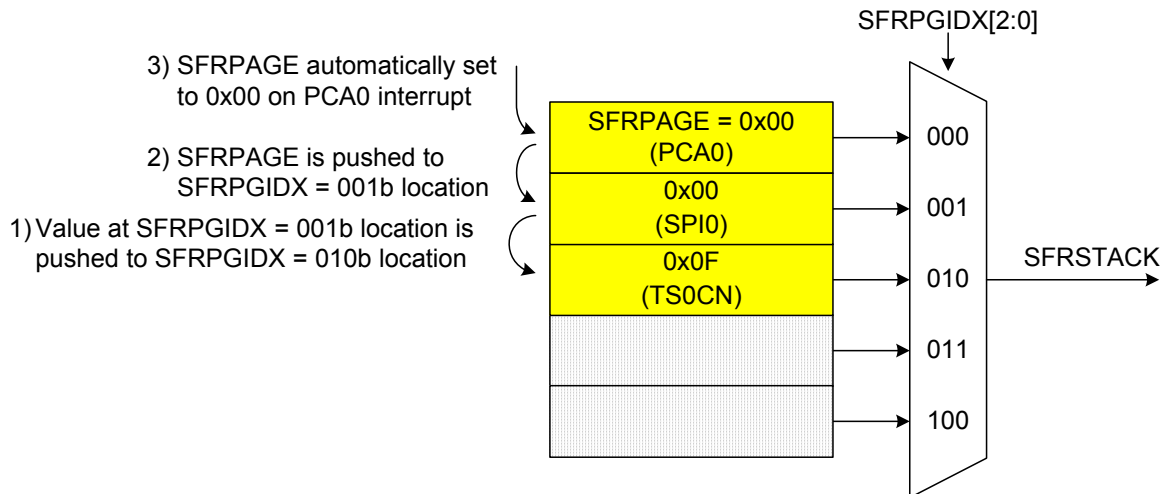 SFRPGIDX[2:0]
3) SFRPAGE automatically set
to 0x00 on PCA0 interrupt
2) SFRPAGE is pushed to
SFRPGIDX = 001b location
1) Value at SFRPGIDX = 001b location is
pushed to SFRPGIDX = 010b location
SFRPAGE = 0x00
(PCA0)
0x00
(SPI0)
0x0F
(TS0CN)
000
001
010
011
100
SFRSTACK